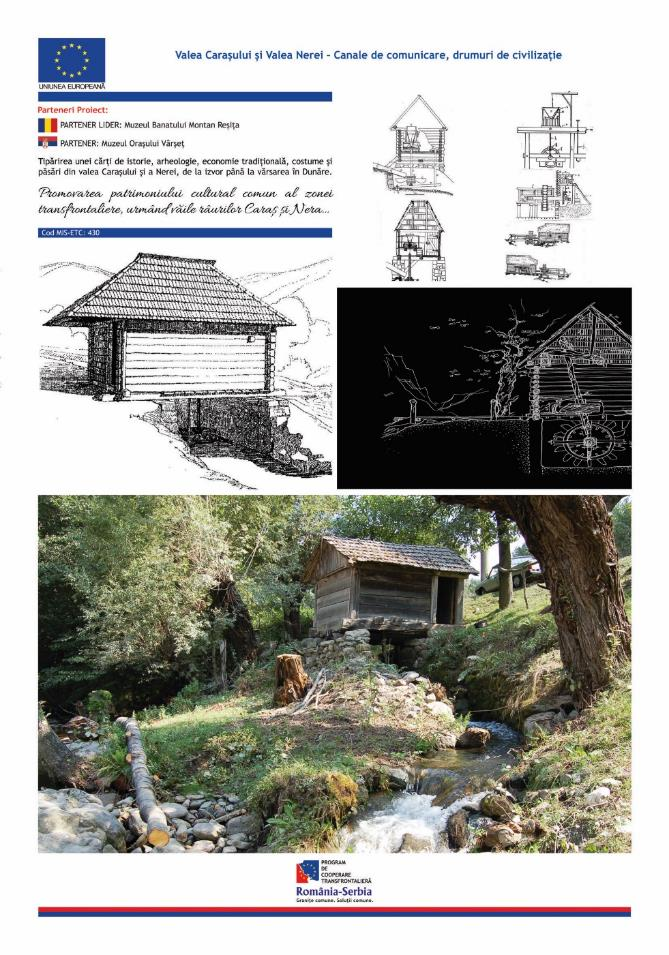 Valea Carașului și Valea Nerei - Canale de comunicare, drumuri de civilizație
UNIUNEA EUROPEANĂ
Parteneri Proiect:
PARTENER LIDER: Muzeul Banatului Montan Reșița
PARTENER: Muzeul Orașului Vârșeț
Tipărirea unei cărți de istorie, arheologie, economie tradițională, costume și
păsări din valea Carașului și a Nerei, de la izvor până la vărsarea în Dunăre.
Promovarea patrimoniului cultural comun al zonei
transfrontaliere, urmând văile râurilor Caraș și Nera...
Cod MIS-ETC: 430
PROGRAM
DE
COOPERARE
TRANSFRONTALIERĂ
România-Serbia
Granițe comune. Soluții comune.